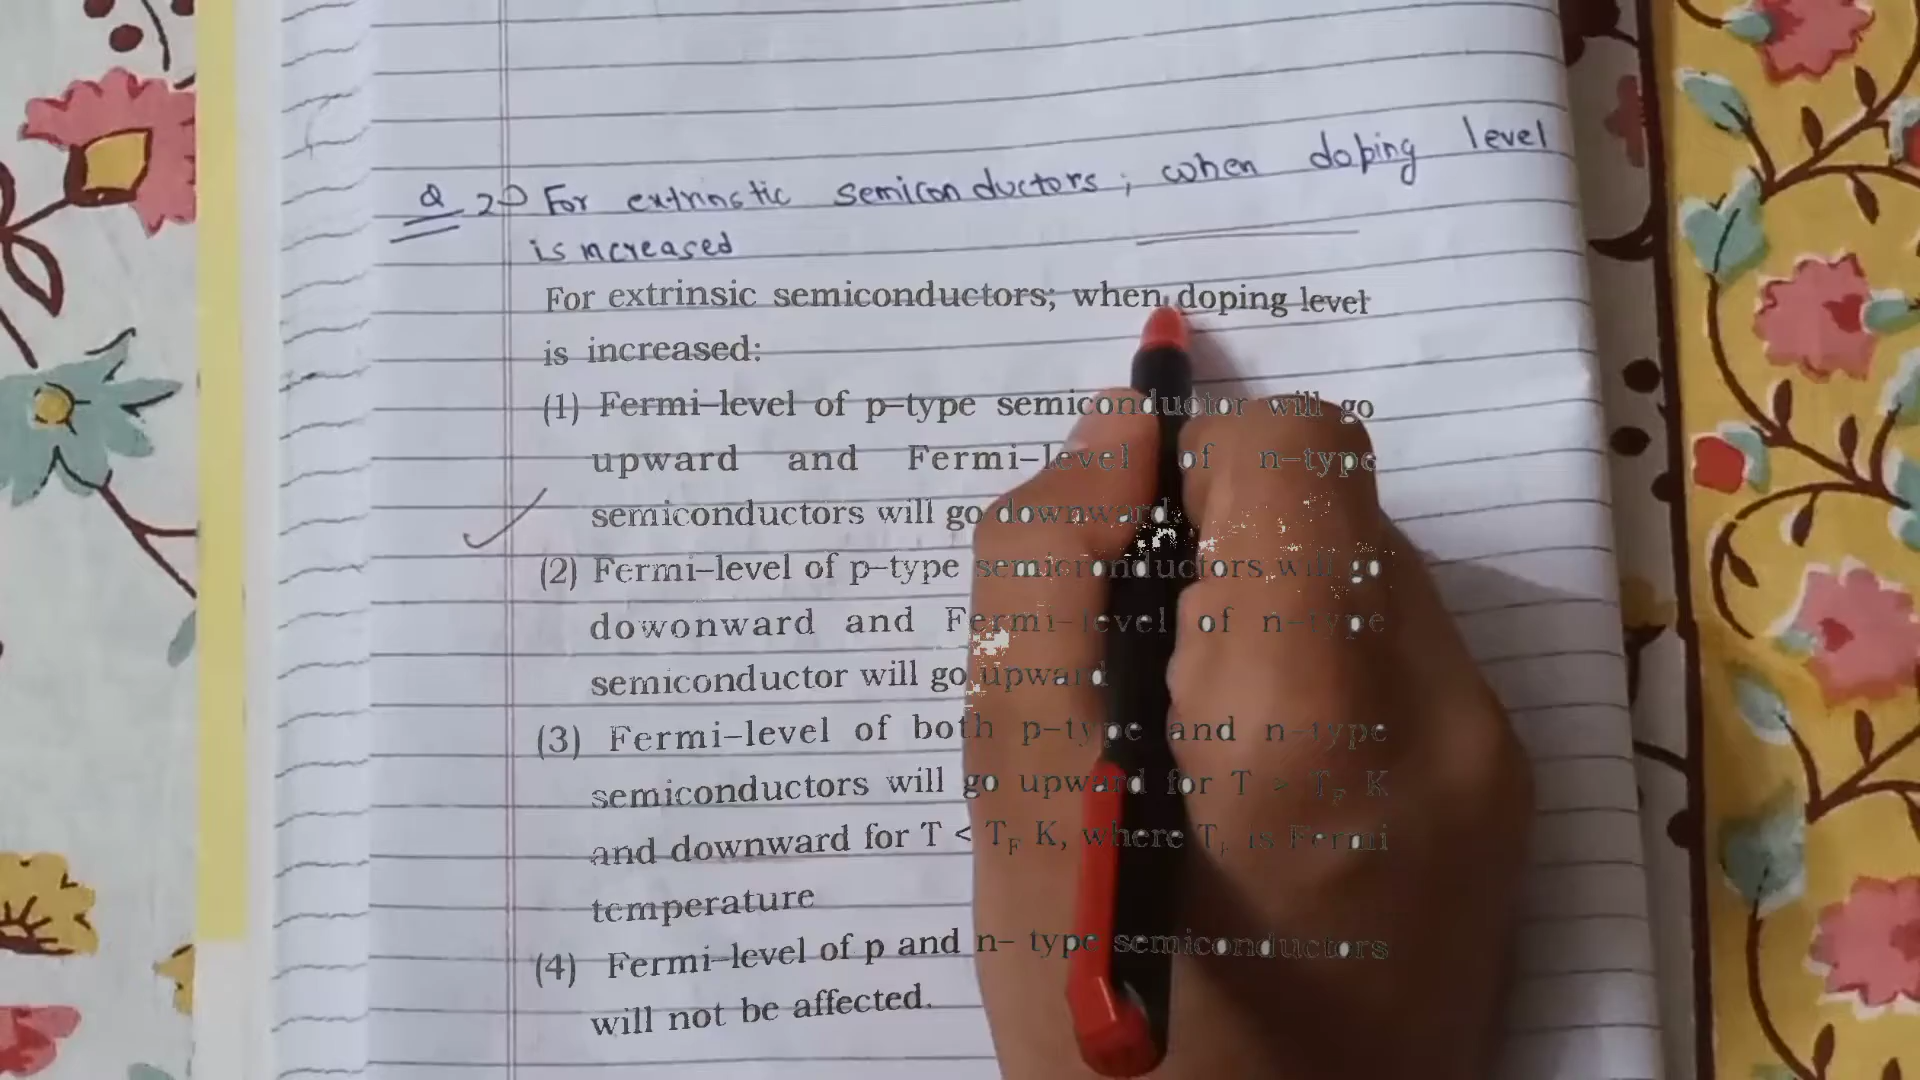 Q 2) For extrinstic semiconductors; when doping level
is increased
For extrinsic semiconductors; when doping level
is increased:
(1) Fermi-level of p-type semiconductor will go
upward and Fermi-level of n-type
semiconductors will go downward.
(2) Fermi-level of p-type semiconductors will go
dowonward and Fermi-level of n-type
semiconductor will go upward
(3) Fermi-level of both p-type and n-type
semiconductors will go upward for T > T_F K
and downward for T < T_F K, where T_F is Fermi
temperature
(4) Fermi-level of p and n- type semiconductors
will not be affected.